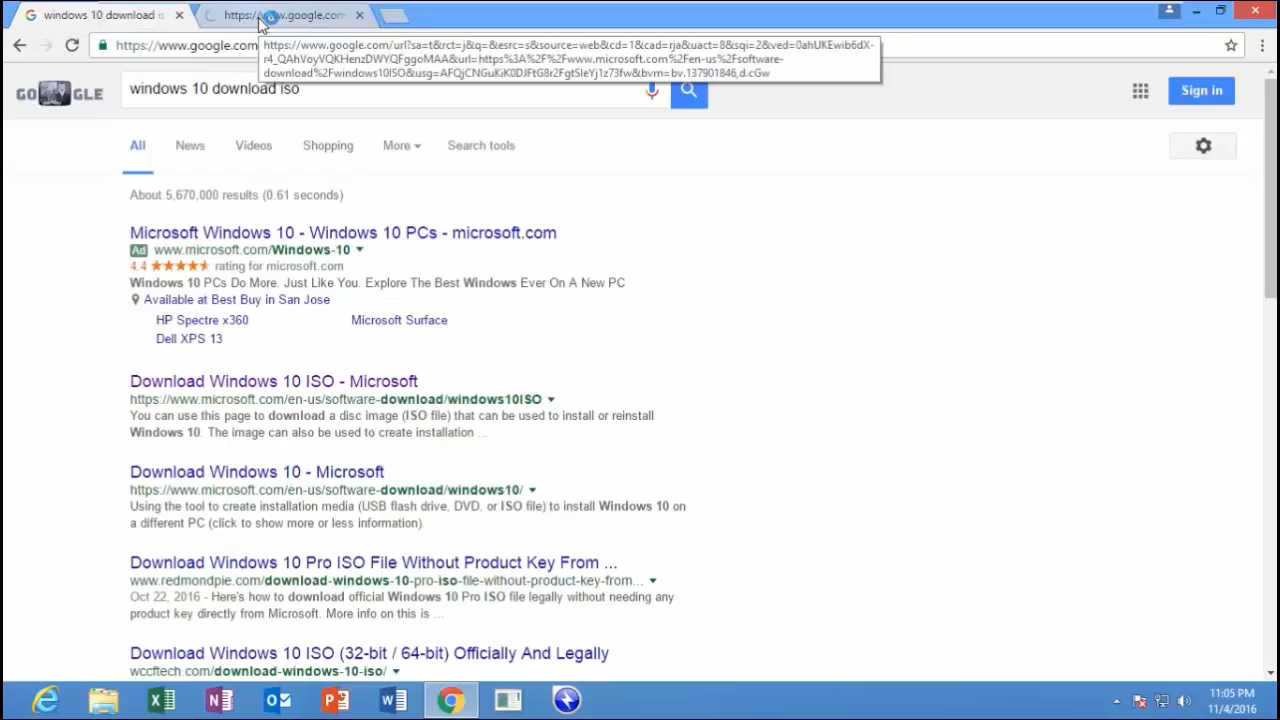 windows 10 download is
https://www.google.com
https://www.google.com
https://www.google.com/url?sa=t&rct=j&q=&esrc=s&source=web&cd=1&cad=rja&uact=8&sqi=2&ved=0ahUKEwib6dX-
r4_QAhVoyVQKHenzDWYQFggoMAA&url=https%3A%2F%2Fwww.microsoft.com%2Fen-us%2Fsoftware-
download%2Fwindows10ISO&usg=AFQjCNGuKiK0DJFtG8r2FgtSleYj1z73fw&bvm=bv.137901846,d.cGw
GOOGLE
windows 10 download iso
Sign in
All News Videos Shopping More Search tools
About 5,670,000 results (0.61 seconds)
Microsoft Windows 10 - Windows 10 PCs - microsoft.com
Ad www.microsoft.com/Windows-10
4.4 rating for microsoft.com
Windows 10 PCs Do More. Just Like You. Explore The Best Windows Ever On A New PC
Available at Best Buy in San Jose
HP Spectre x360 Microsoft Surface
Dell XPS 13
Download Windows 10 ISO - Microsoft
https://www.microsoft.com/en-us/software-download/windows10ISO
You can use this page to download a disc image (ISO file) that can be used to install or reinstall
Windows 10. The image can also be used to create installation ...
Download Windows 10 - Microsoft
https://www.microsoft.com/en-us/software-download/windows10/
Using the tool to create installation media (USB flash drive, DVD, or ISO file) to install Windows 10 on
a different PC (click to show more or less information).
Download Windows 10 Pro ISO File Without Product Key From ...
www.redmondpie.com/download-windows-10-pro-iso-file-without-product-key-from...
Oct 22, 2016 - Here's how to download official Windows 10 Pro ISO file legally without needing any
product key directly from Microsoft. More info on this is ...
Download Windows 10 ISO (32-bit / 64-bit) Officially And Legally
wccftech.com/download-windows-10-iso/
11:05 PM
11/4/2016